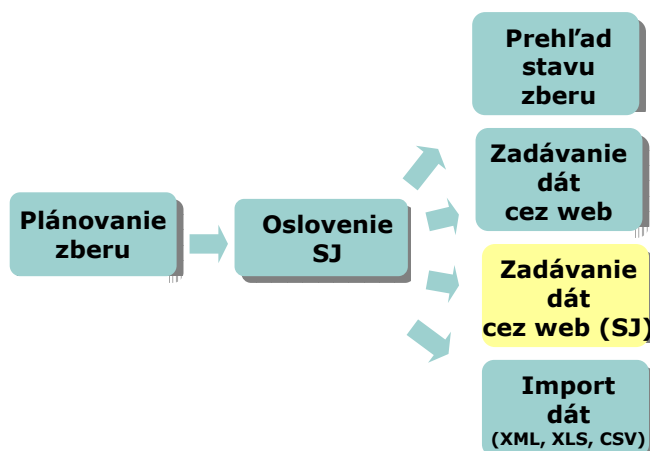 Plánovanie
zberu
Oslovenie
SJ
Prehľad
stavu
zberu
Zadávanie
dát
cez web
Zadávanie
dát
cez web (SJ)
Import
dát
(XML, XLS, CSV)